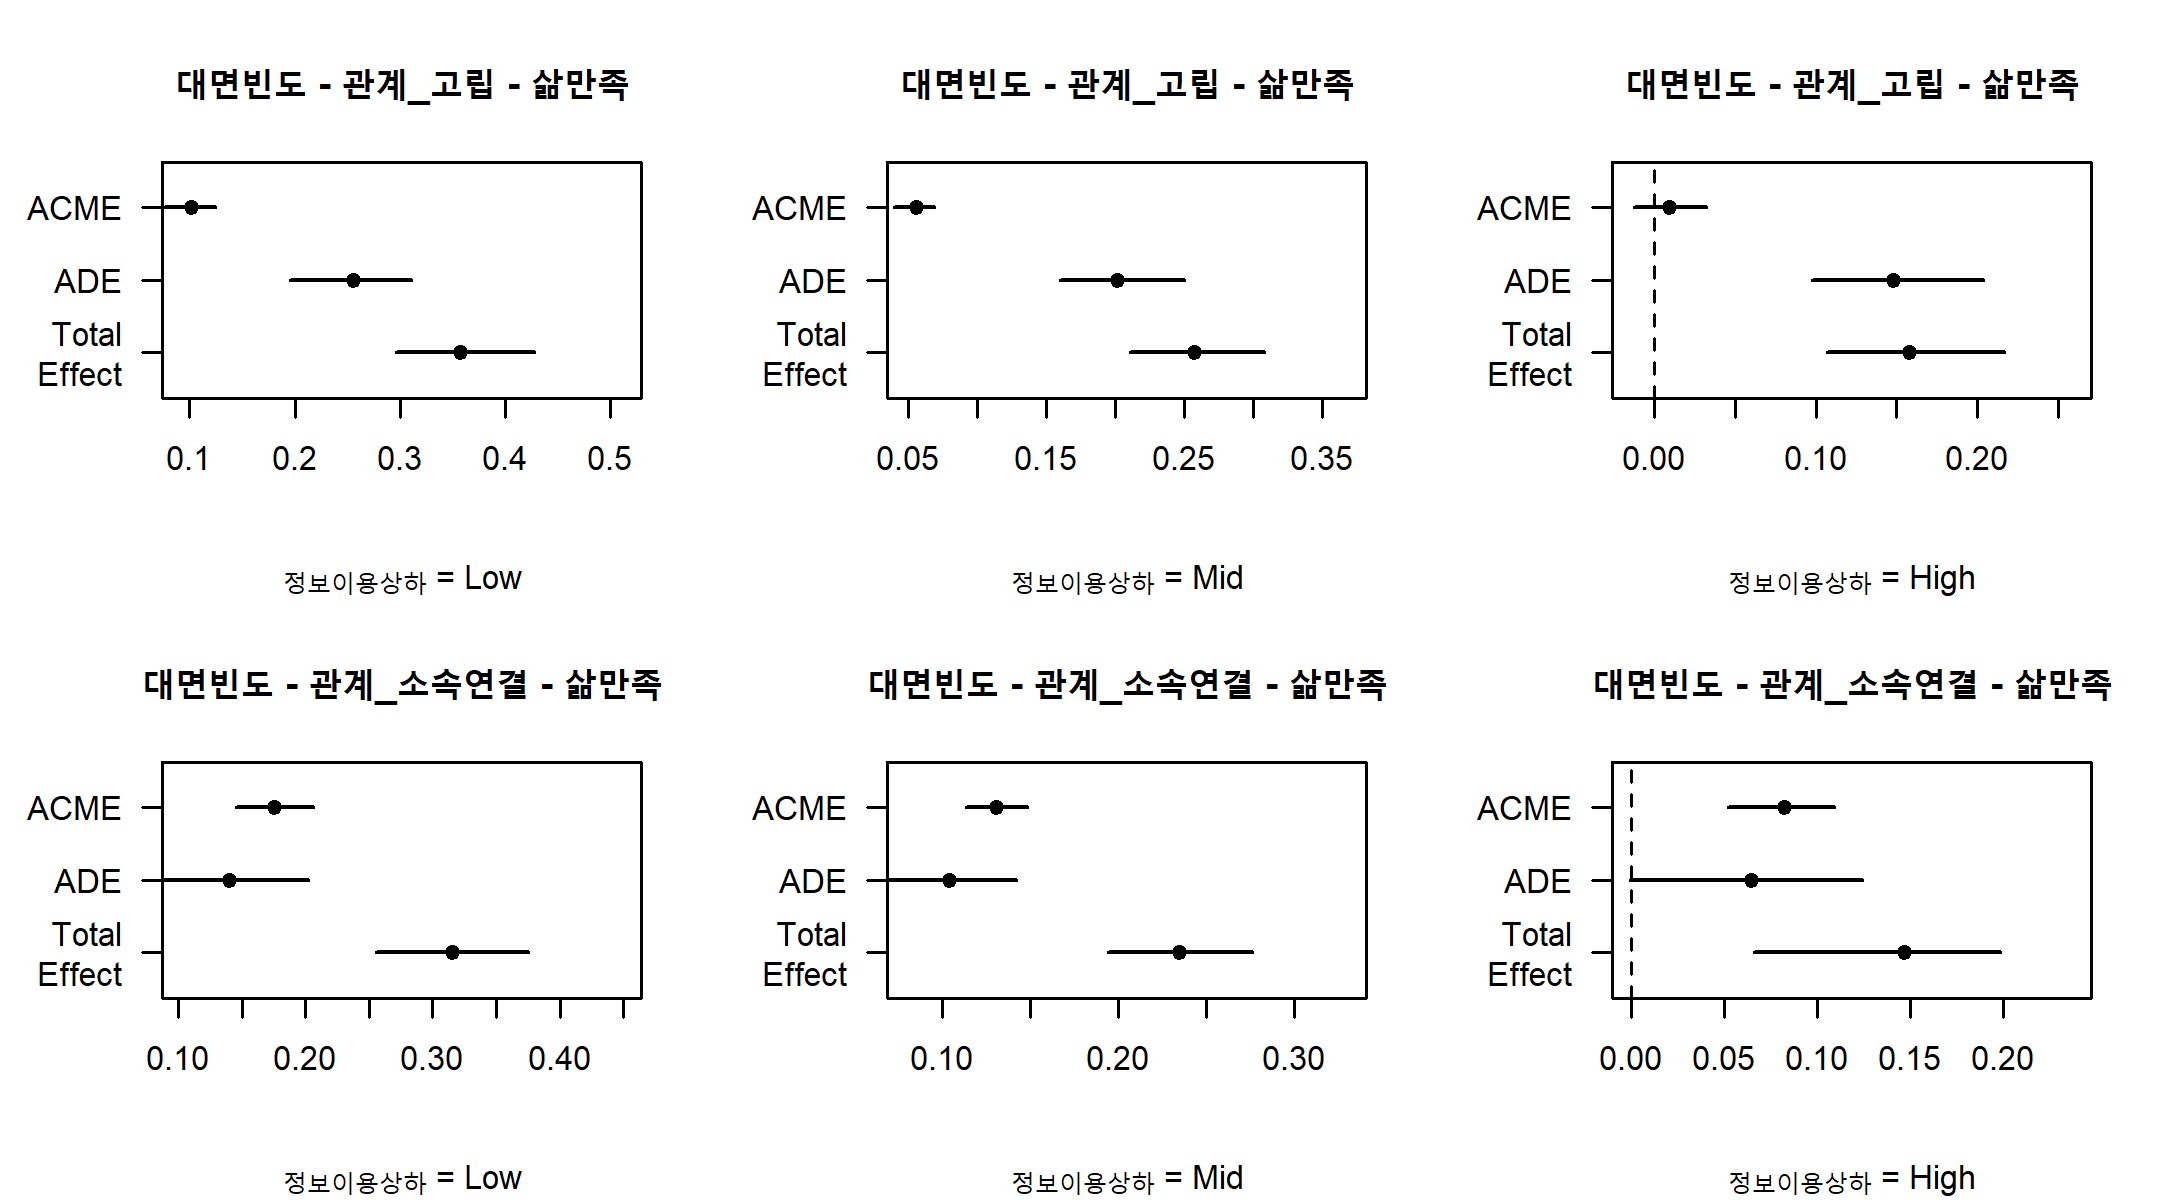 대면빈도 - 관계_고립 - 삶만족
ACME
ADE
Total
Effect
0.1 0.2 0.3 0.4 0.5
정보이용상하 = Low
대면빈도 - 관계_고립 - 삶만족
ACME
ADE
Total
Effect
0.05 0.15 0.25 0.35
정보이용상하 = Mid
대면빈도 - 관계_고립 - 삶만족
ACME
ADE
Total
Effect
0.00 0.10 0.20
정보이용상하 = High
대면빈도 - 관계_소속연결 - 삶만족
ACME
ADE
Total
Effect
0.10 0.20 0.30 0.40
정보이용상하 = Low
대면빈도 - 관계_소속연결 - 삶만족
ACME
ADE
Total
Effect
0.10 0.20 0.30
정보이용상하 = Mid
대면빈도 - 관계_소속연결 - 삶만족
ACME
ADE
Total
Effect
0.00 0.05 0.10 0.15 0.20
정보이용상하 = High